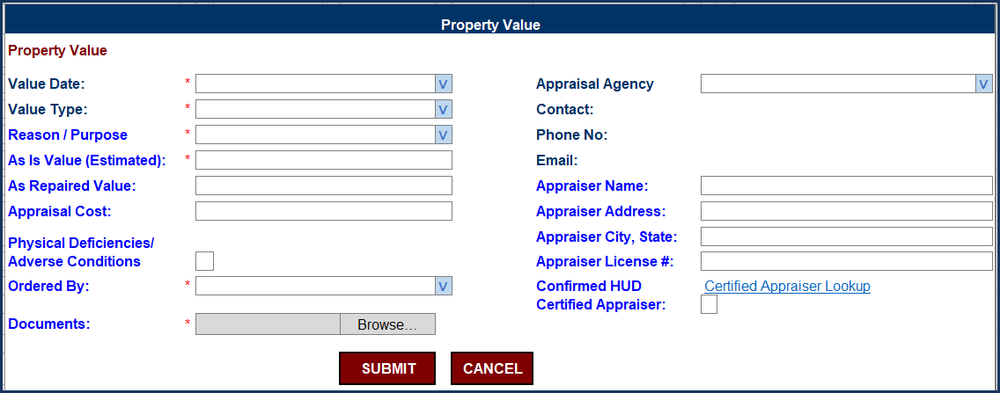 Property Value
Property Value
Value Date: * V Appraisal Agency V
Value Type: * V Contact:
Reason / Purpose * V Phone No:
As Is Value (Estimated): * Email:
As Repaired Value: Appraiser Name:
Appraisal Cost: Appraiser Address:
Appraiser City, State:
Physical Deficiencies/
Adverse Conditions Appraiser License #:
Ordered By: * V Confirmed HUD Certified Appraiser Lookup
Certified Appraiser:
Documents: * Browse...
SUBMIT CANCEL